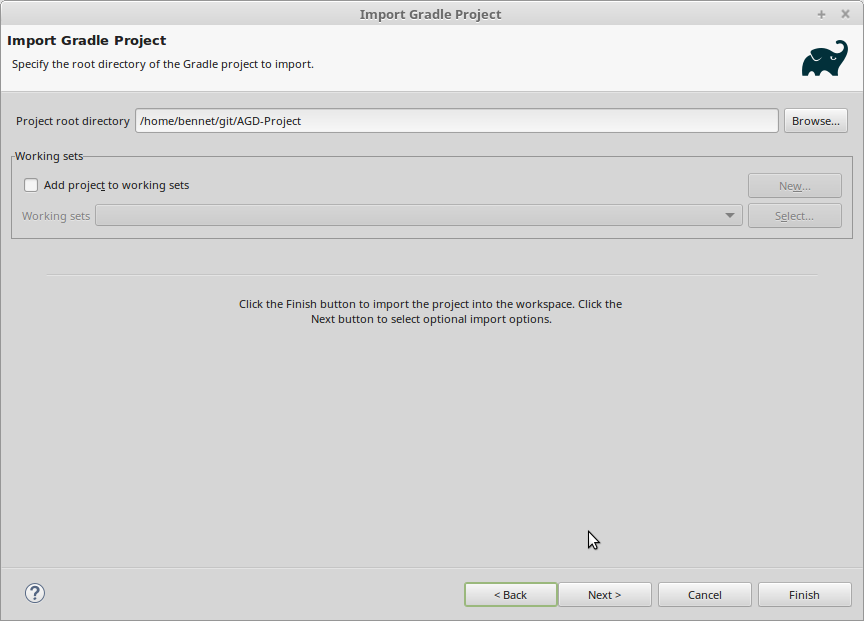 Import Gradle Project
Import Gradle Project
Specify the root directory of the Gradle project to import.
Project root directory /home/bennet/git/AGD-Project Browse...
Working sets
Add project to working sets New...
Working sets Select...
Click the Finish button to import the project into the workspace. Click the
Next button to select optional import options.
? < Back Next > Cancel Finish